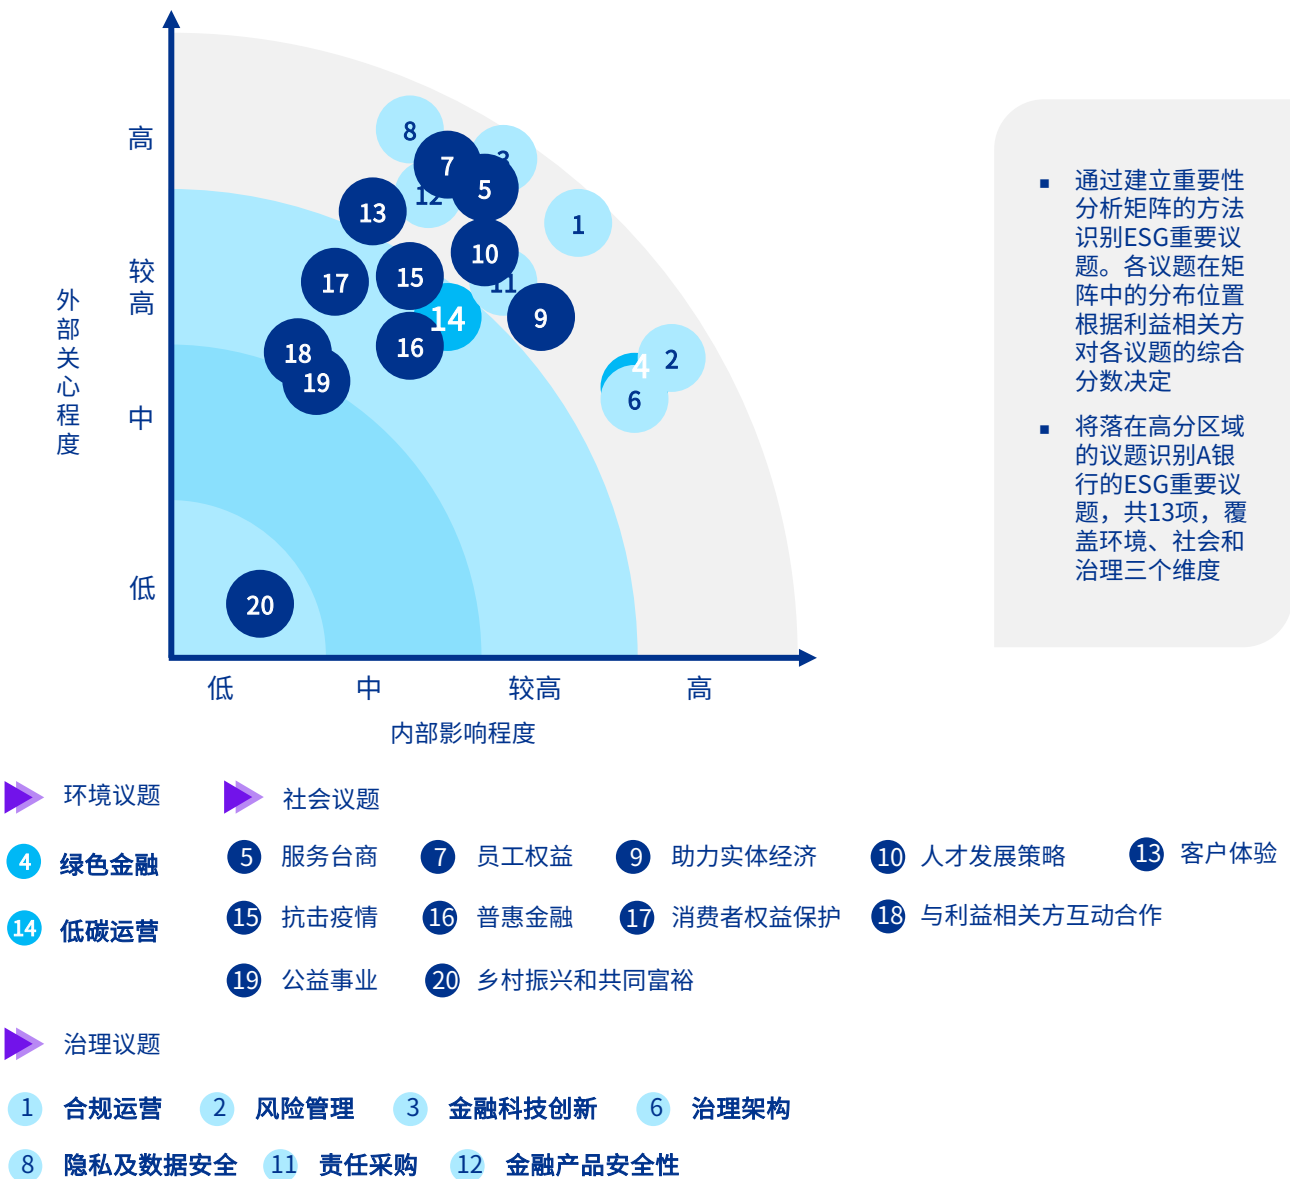 高
较
高
中
低
外
部
关
心
程
度
8
3
7
5
12
13
1
10
15
17
11
14
9
16
18
19
4
2
6
20
低
中
较高
高
内部影响程度
▪ 通过建立重要性
分析矩阵的方法
识别ESG重要议
题。各议题在矩
阵中的分布位置
根据利益相关方
对各议题的综合
分数决定
▪ 将落在高分区域
的议题识别A银
行的ESG重要议
题，共13项，覆
盖环境、社会和
治理三个维度
环境议题
4 绿色金融
14 低碳运营
社会议题
5 服务台商 7 员工权益 9 助力实体经济 10 人才发展策略 13 客户体验
15 抗击疫情 16 普惠金融 17 消费者权益保护 18 与利益相关方互动合作
19 公益事业 20 乡村振兴和共同富裕
治理议题
1 合规运营 2 风险管理 3 金融科技创新 6 治理架构
8 隐私及数据安全 11 责任采购 12 金融产品安全性